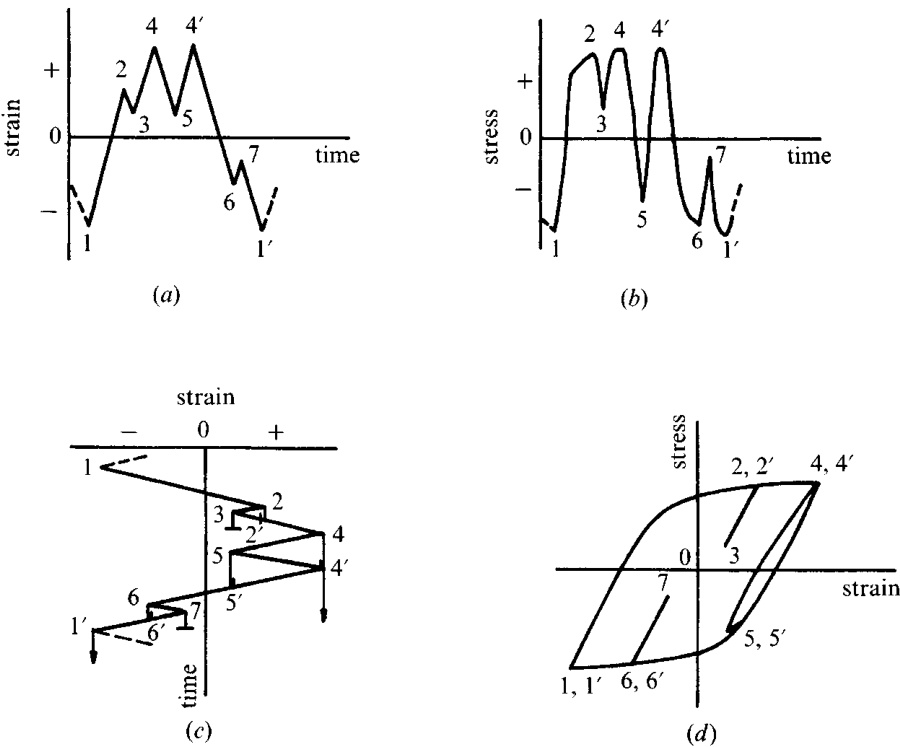 4 4′
2
+
strain
0
3
5
time
7
−
6
1
1′
(a)
2 4 4′
+
stress
0
3
time
7
−
5
6
1
1′
(b)
strain
− 0 +
1
2
3
2′
4
5
4′
5′
6
7
1′
6′
time
(c)
stress
2, 2′ 4, 4′
3
0
strain
7
5, 5′
1, 1′ 6, 6′
(d)